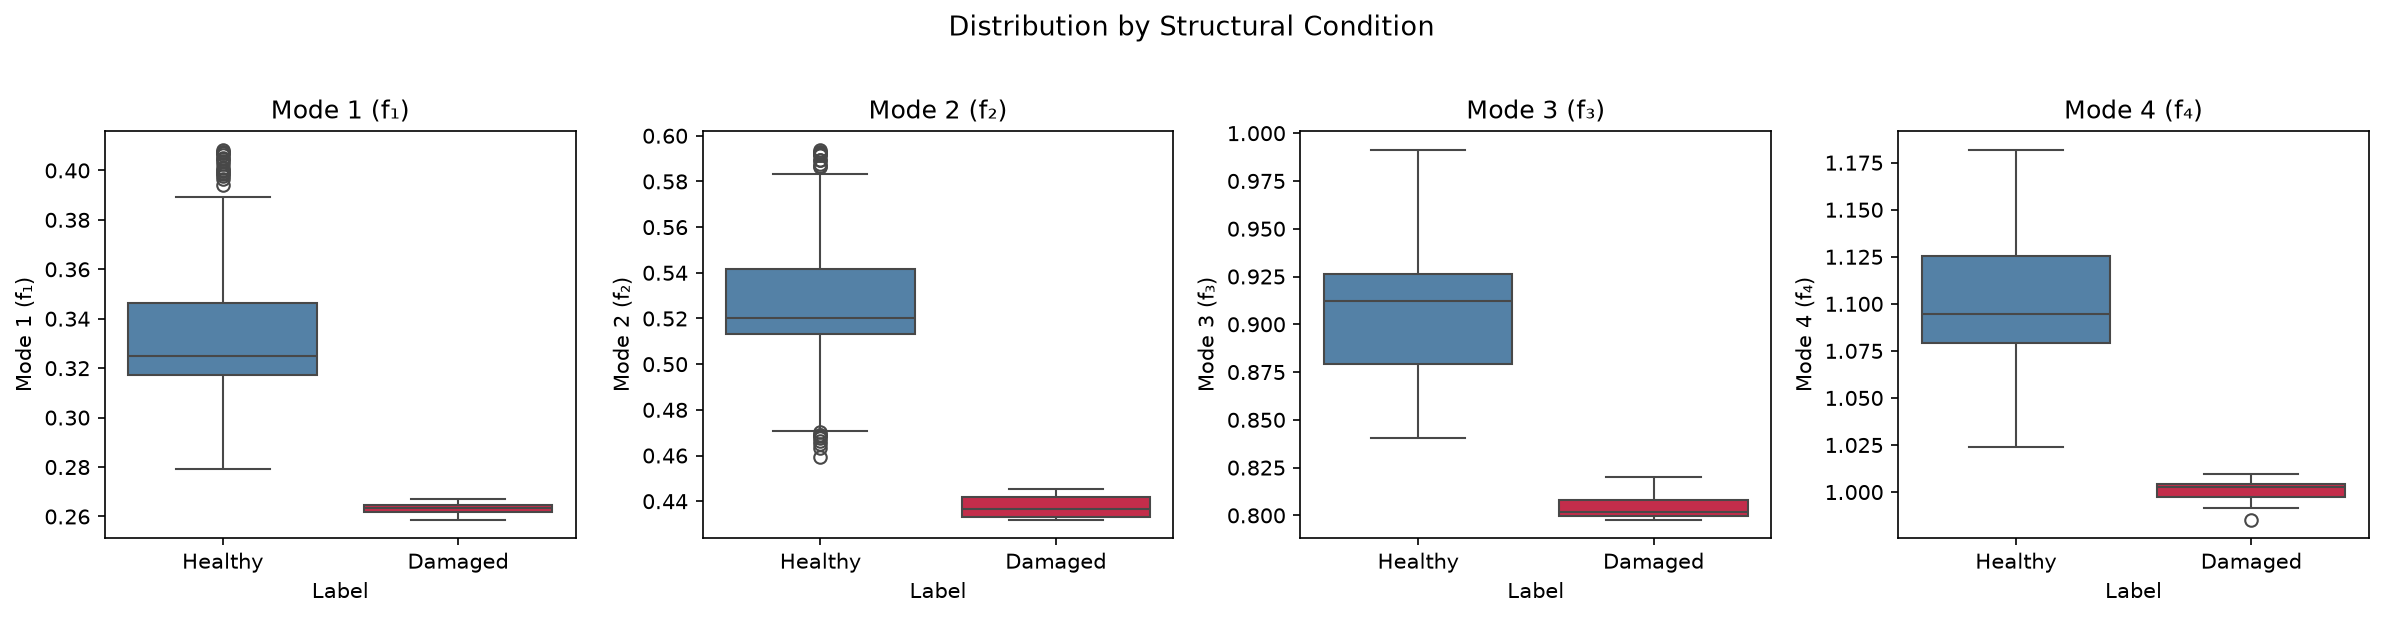 Distribution by Structural Condition
Mode 1 (f₁)
Mode 1 (f₁)
0.40
0.38
0.36
0.34
0.32
0.30
0.28
0.26
Healthy
Damaged
Label
Mode 2 (f₂)
Mode 2 (f₂)
0.60
0.58
0.56
0.54
0.52
0.50
0.48
0.46
0.44
Healthy
Damaged
Label
Mode 3 (f₃)
Mode 3 (f₃)
1.000
0.975
0.950
0.925
0.900
0.875
0.850
0.825
0.800
Healthy
Damaged
Label
Mode 4 (f₄)
Mode 4 (f₄)
1.175
1.150
1.125
1.100
1.075
1.050
1.025
1.000
Healthy
Damaged
Label